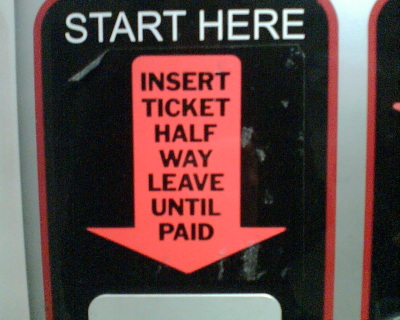 START HERE
INSERT
TICKET
HALF
WAY
LEAVE
UNTIL
PAID